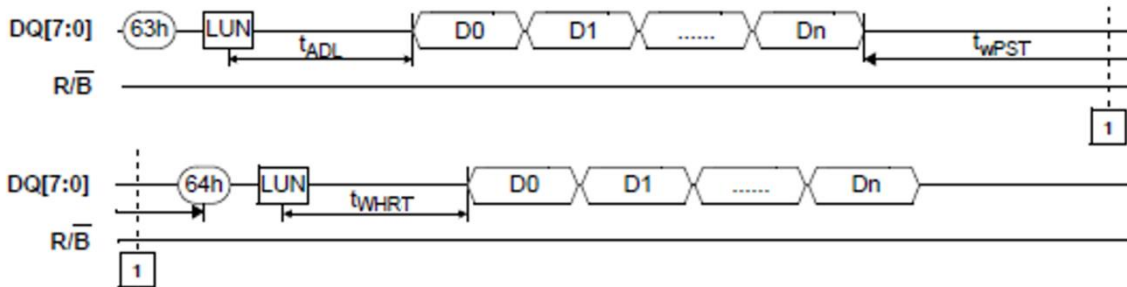 DQ[7:0] 63h LUN D0 D1 ...... Dn
tADL tWPST
R/B
1
DQ[7:0] 64h LUN D0 D1 ...... Dn
tWHRT
R/B
1